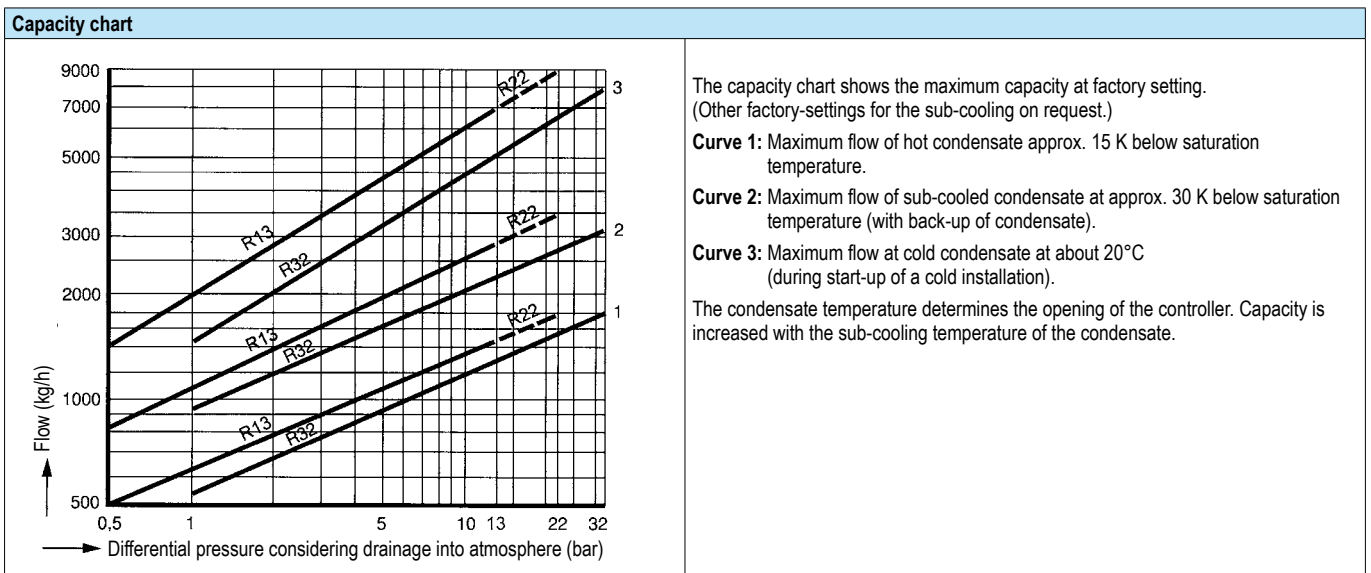 Capacity chart
9000
7000
5000
3000
2000
1000
500
Flow (kg/h)
0,5 1 5 10 13 22 32
Differential pressure considering drainage into atmosphere (bar)
R13
R22
3
R32
R13
R22
2
R32
R13
R22
1
R32
The capacity chart shows the maximum capacity at factory setting.
(Other factory-settings for the sub-cooling on request.)
Curve 1: Maximum flow of hot condensate approx. 15 K below saturation
temperature.
Curve 2: Maximum flow of sub-cooled condensate at approx. 30 K below saturation
temperature (with back-up of condensate).
Curve 3: Maximum flow at cold condensate at about 20°C
(during start-up of a cold installation).
The condensate temperature determines the opening of the controller. Capacity is
increased with the sub-cooling temperature of the condensate.